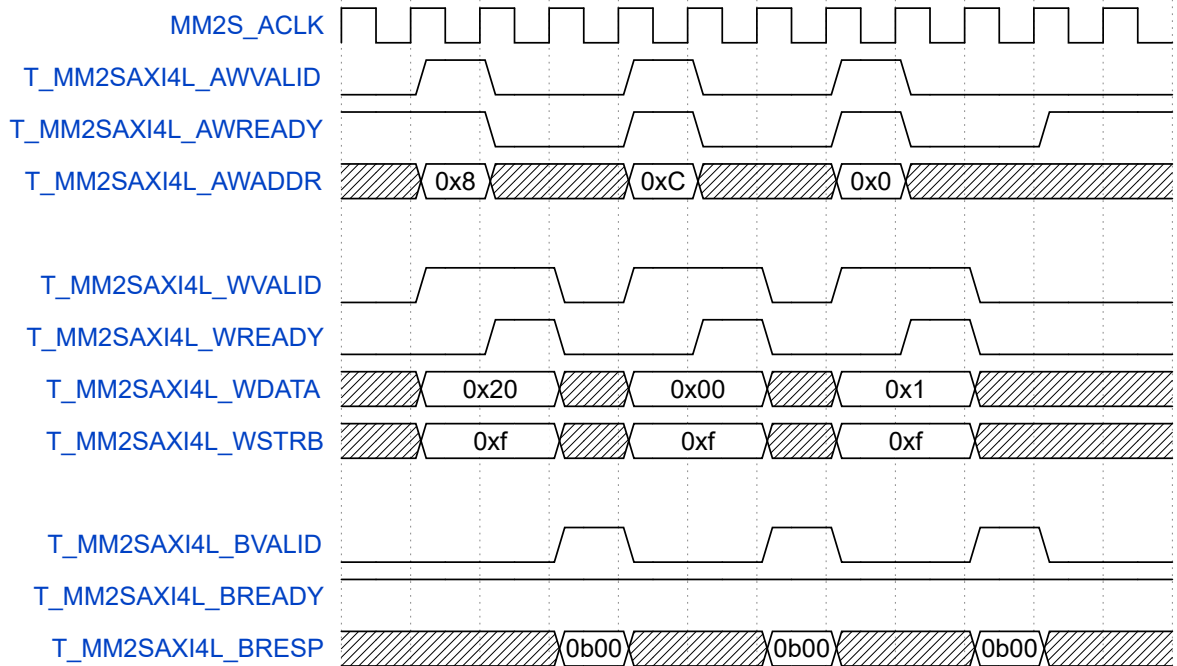 MM2S_ACLK
T_MM2SAXI4L_AWVALID
T_MM2SAXI4L_AWREADY
T_MM2SAXI4L_AWADDR 0x8 0xC 0x0
T_MM2SAXI4L_WVALID
T_MM2SAXI4L_WREADY
T_MM2SAXI4L_WDATA 0x20 0x00 0x1
T_MM2SAXI4L_WSTRB 0xf 0xf 0xf
T_MM2SAXI4L_BVALID
T_MM2SAXI4L_BREADY
T_MM2SAXI4L_BRESP 0b00 0b00 0b00